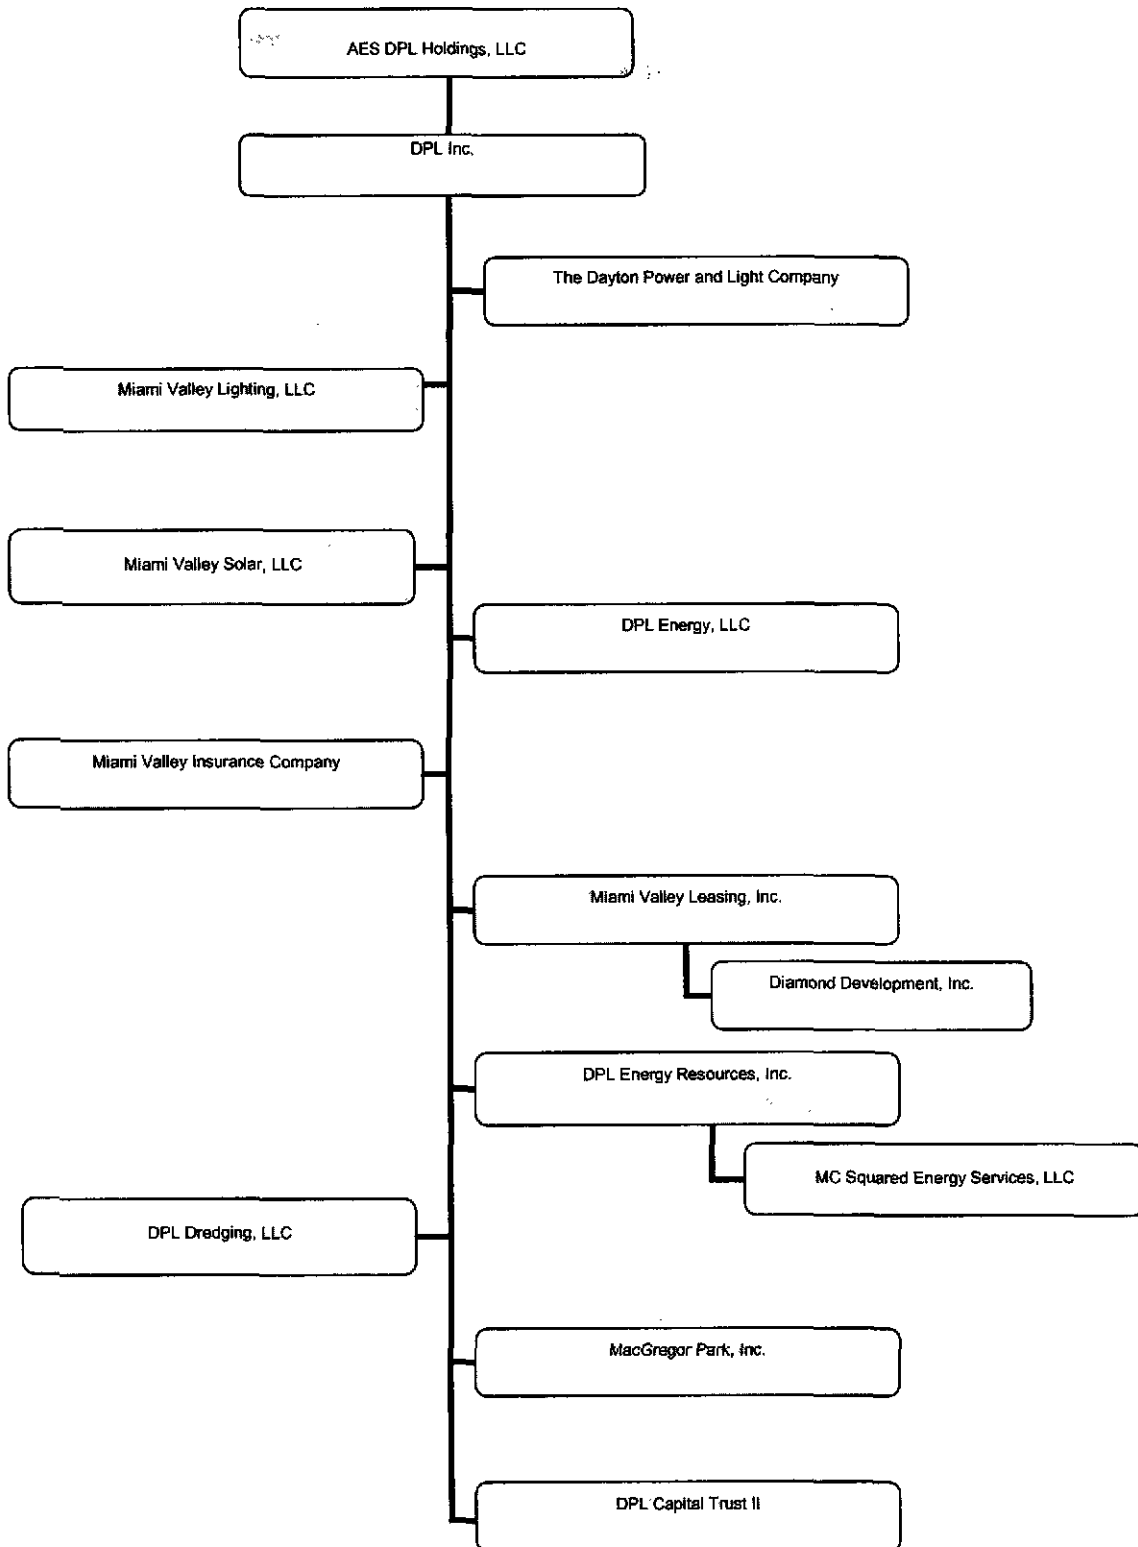 AES DPL Holdings, LLC
DPL Inc.
The Dayton Power and Light Company
Miami Valley Lighting, LLC
Miami Valley Solar, LLC
DPL Energy, LLC
Miami Valley Insurance Company
Miami Valley Leasing, Inc.
Diamond Development, Inc.
DPL Energy Resources, Inc.
MC Squared Energy Services, LLC
DPL Dredging, LLC
MacGregor Park, Inc.
DPL Capital Trust II